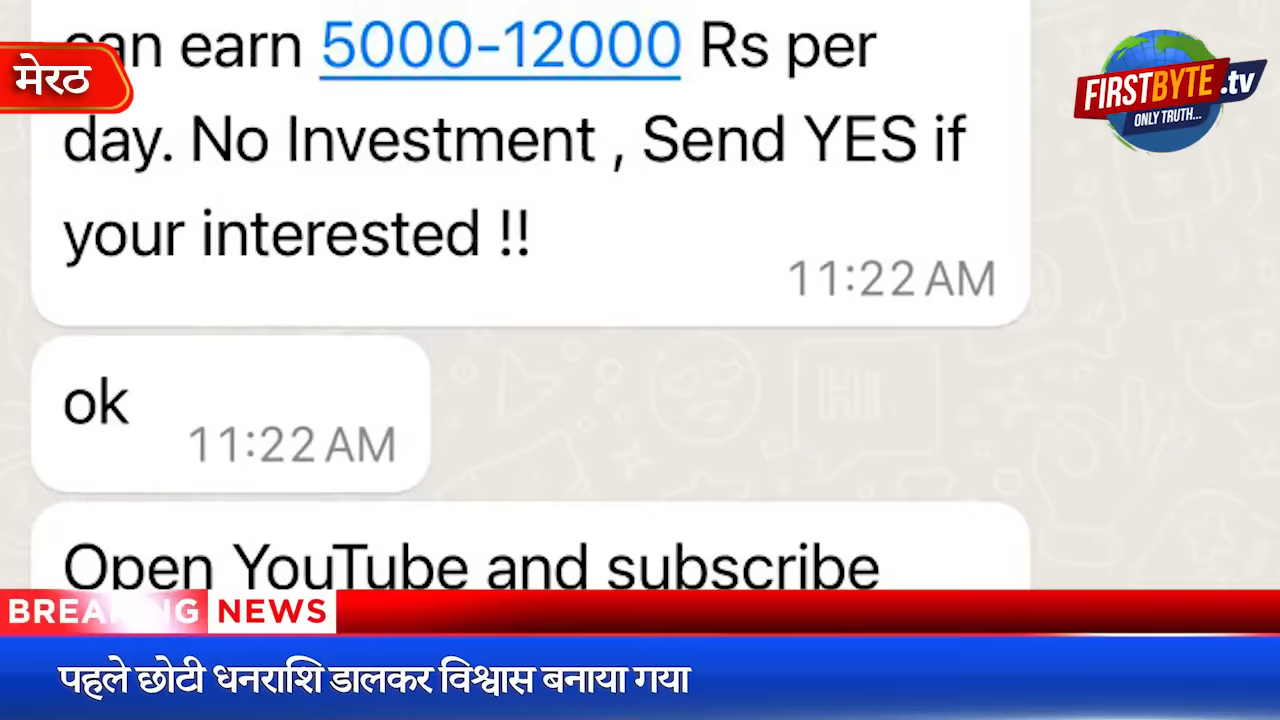 can earn 5000-12000 Rs per
मेरठ
FIRSTBYTE.tv
ONLY TRUTH...
day. No Investment , Send YES if
your interested !!
11:22 AM
ok
11:22 AM
Open YouTube and subscribe
BREAKING NEWS
पहले छोटी धनराशि डालकर विश्वास बनाया गया